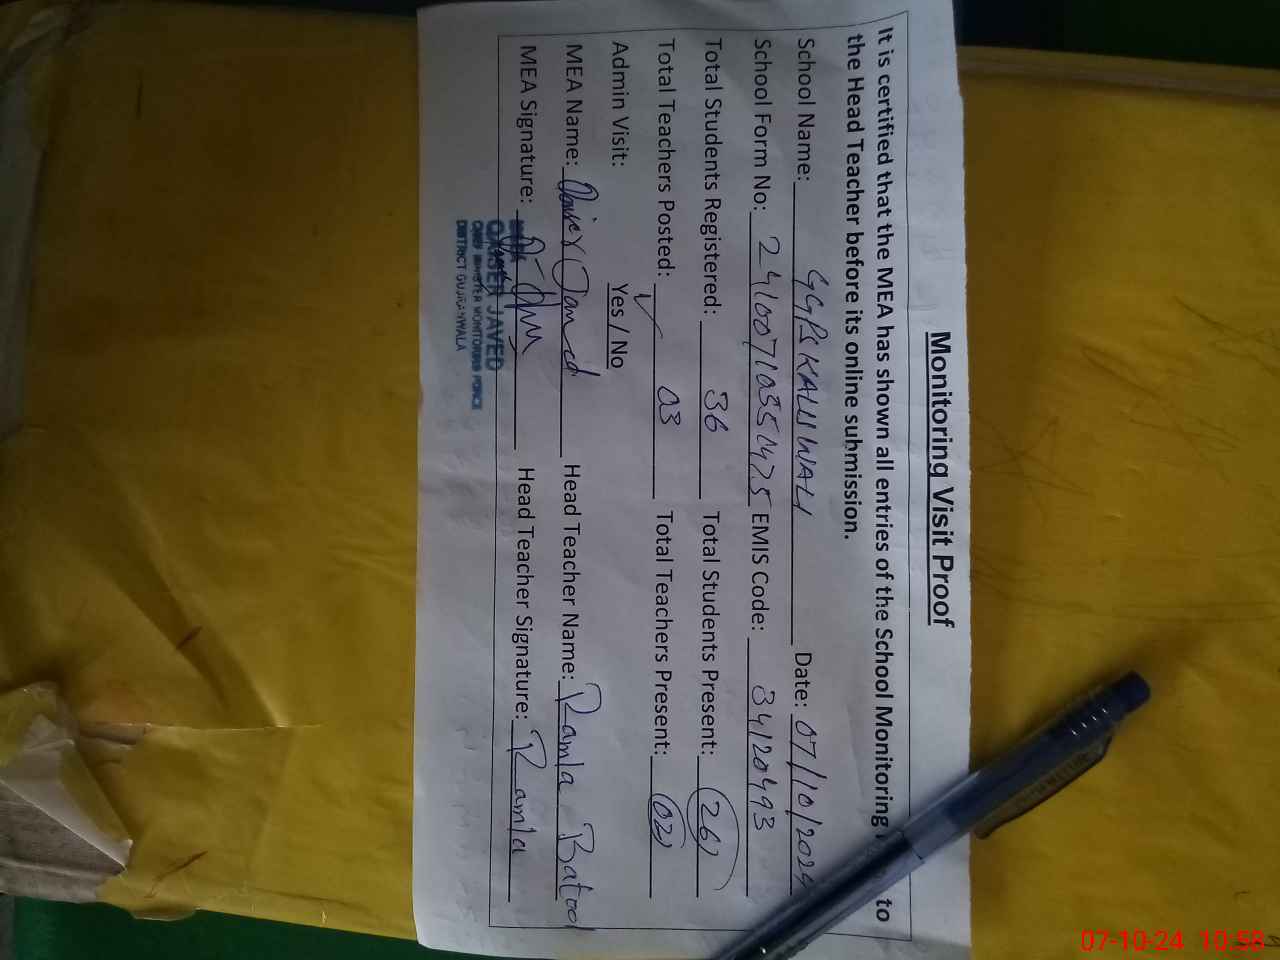 Monitoring Visit Proof
It is certified that the MEA has shown all entries of the School Monitoring to
the Head Teacher before its online submission.
School Name: GGPS KALU WALI Date: 07/10/2024
School Form No: EMIS Code: 34120493
Total Students Registered: 36 Total Students Present: 26
Total Teachers Posted: 03 Total Teachers Present: 02
Admin Visit: Yes / No
MEA Name: Head Teacher Name: Ramla Batool
MEA Signature: Head Teacher Signature: Ramla
QAISER JAVED
CHIEF MINISTER MONITORING FORCE
DISTRICT GUJRANWALA
07-10-24 10:58